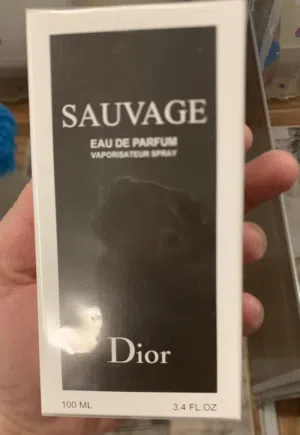 SAUVAGE
EAU DE PARFUM
VAPORISATEUR SPRAY
Dior
100 ML 3.4 FL.OZ